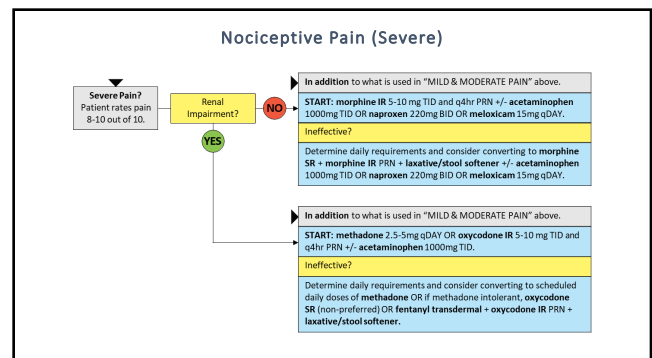 Nociceptive Pain (Severe)
Severe Pain?
Patient rates pain
8-10 out of 10.
Renal
Impairment?
NO
YES
In addition to what is used in “MILD & MODERATE PAIN” above.
START: morphine IR 5-10 mg TID and q4hr PRN +/- acetaminophen
1000mg TID OR naproxen 220mg BID OR meloxicam 15mg qDAY.
Ineffective?
Determine daily requirements and consider converting to morphine
SR + morphine IR PRN + laxative/stool softener +/- acetaminophen
1000mg TID OR naproxen 220mg BID OR meloxicam 15mg qDAY.
In addition to what is used in “MILD & MODERATE PAIN” above.
START: methadone 2.5-5mg qDAY OR oxycodone IR 5-10 mg TID and
q4hr PRN +/- acetaminophen 1000mg TID.
Ineffective?
Determine daily requirements and consider converting to scheduled
daily doses of methadone OR if methadone intolerant, oxycodone
SR (non-preferred) OR fentanyl transdermal + oxycodone IR PRN +
laxative/stool softener.